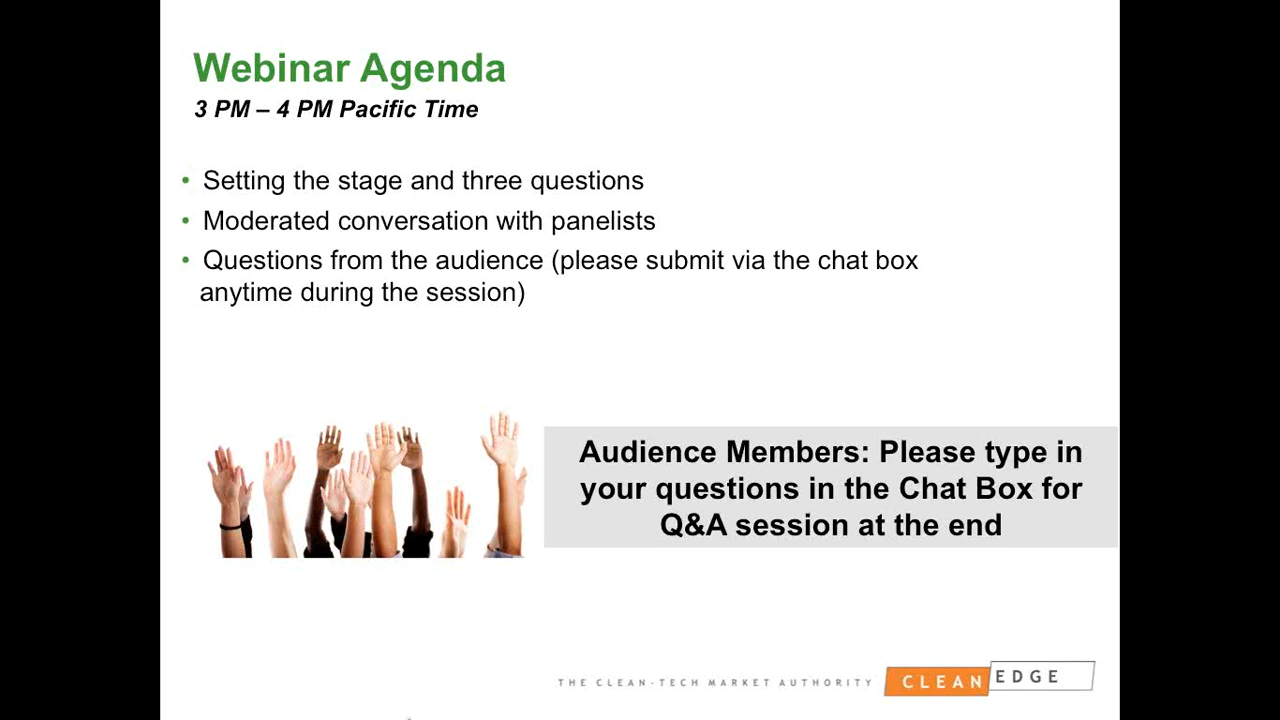 Webinar Agenda
3 PM – 4 PM Pacific Time
• Setting the stage and three questions
• Moderated conversation with panelists
• Questions from the audience (please submit via the chat box
anytime during the session)
Audience Members: Please type in
your questions in the Chat Box for
Q&A session at the end
THE CLEAN-TECH MARKET AUTHORITY CLEAN EDGE